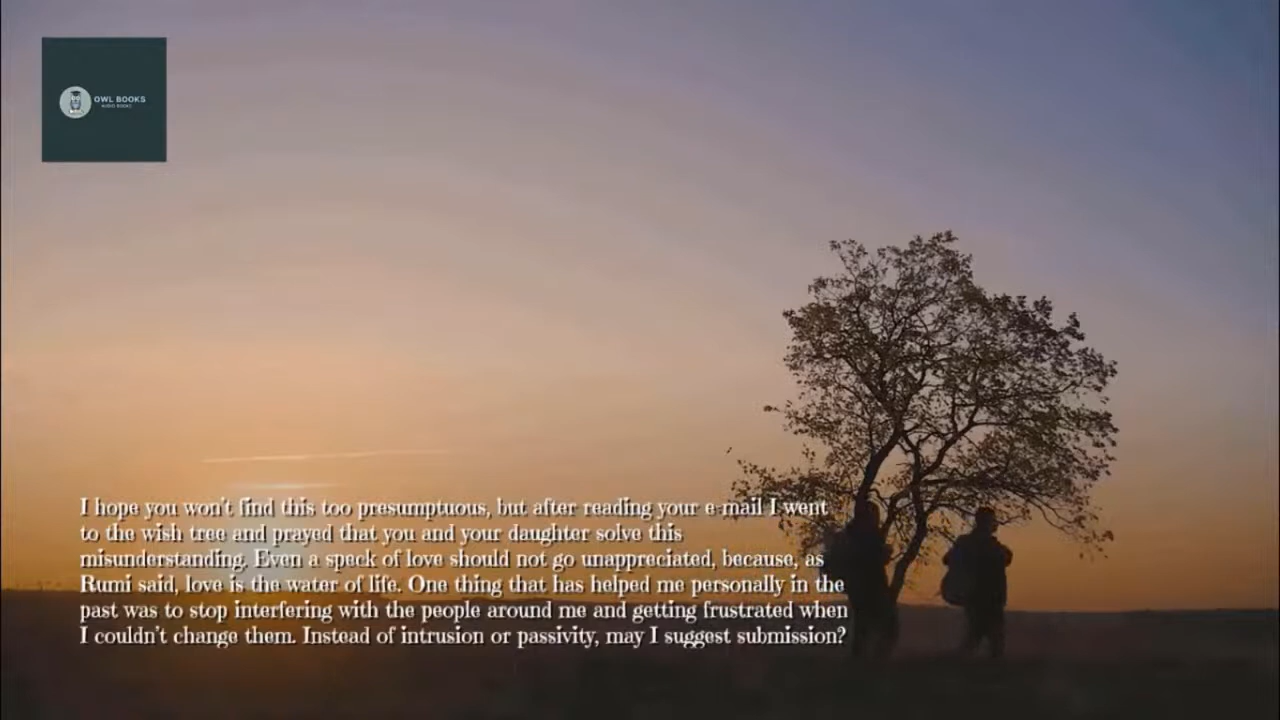 OWL BOOKS
AUDIO BOOKS
I hope you won't find this too presumptuous, but after reading your e-mail I went
to the wish tree and prayed that you and your daughter solve this
misunderstanding. Even a speck of love should not go unappreciated, because, as
Rumi said, love is the water of life. One thing that has helped me personally in the
past was to stop interfering with the people around me and getting frustrated when
I couldn't change them. Instead of intrusion or passivity, may I suggest submission?